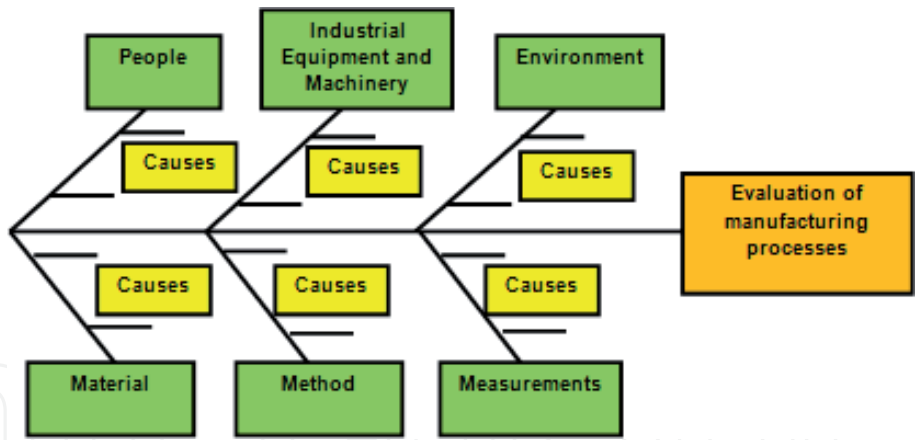 People
Industrial
Equipment and
Machinery
Environment
Causes
Causes
Causes
Evaluation of
manufacturing
processes
Causes
Causes
Causes
Material
Method
Measurements